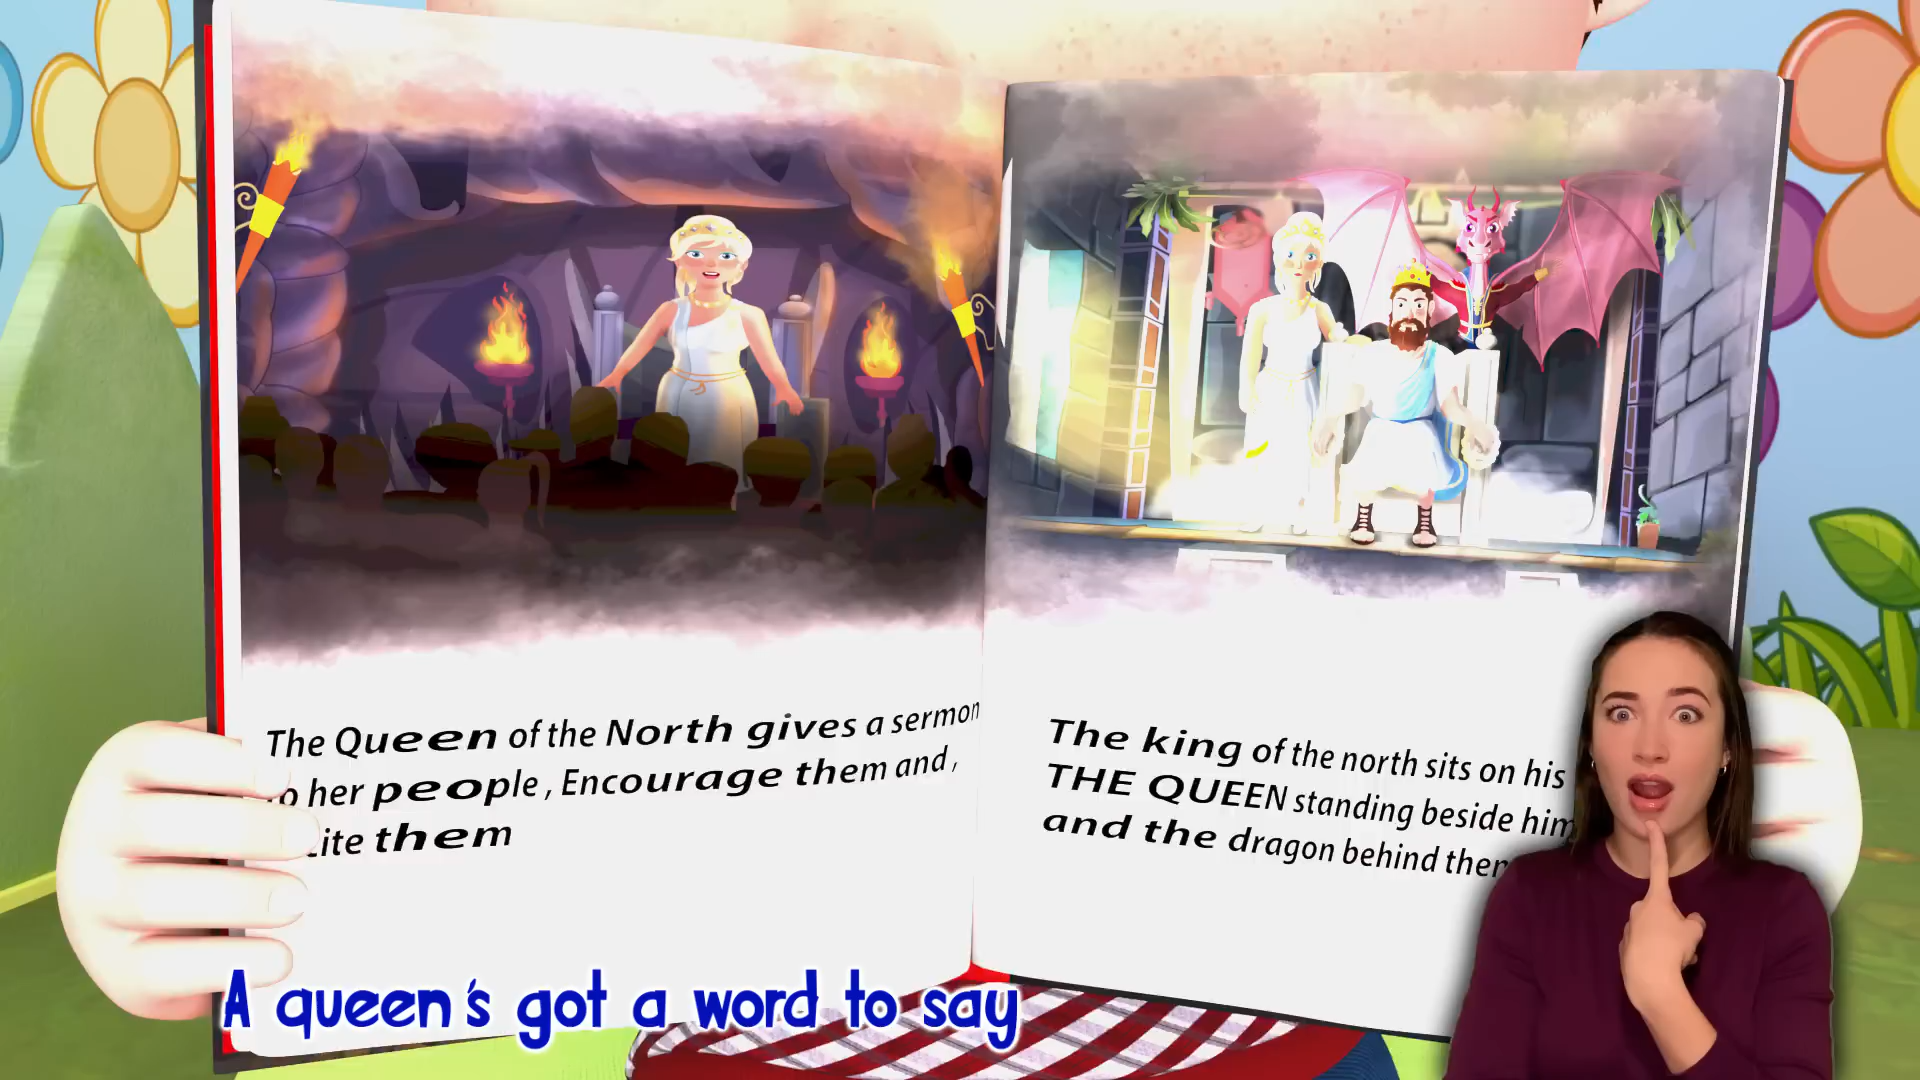 The Queen of the North gives a sermon
her people, Encourage them and,
them
The king of the north sits on his
THE QUEEN standing beside him
and the dragon behind
A queen's got a word to say